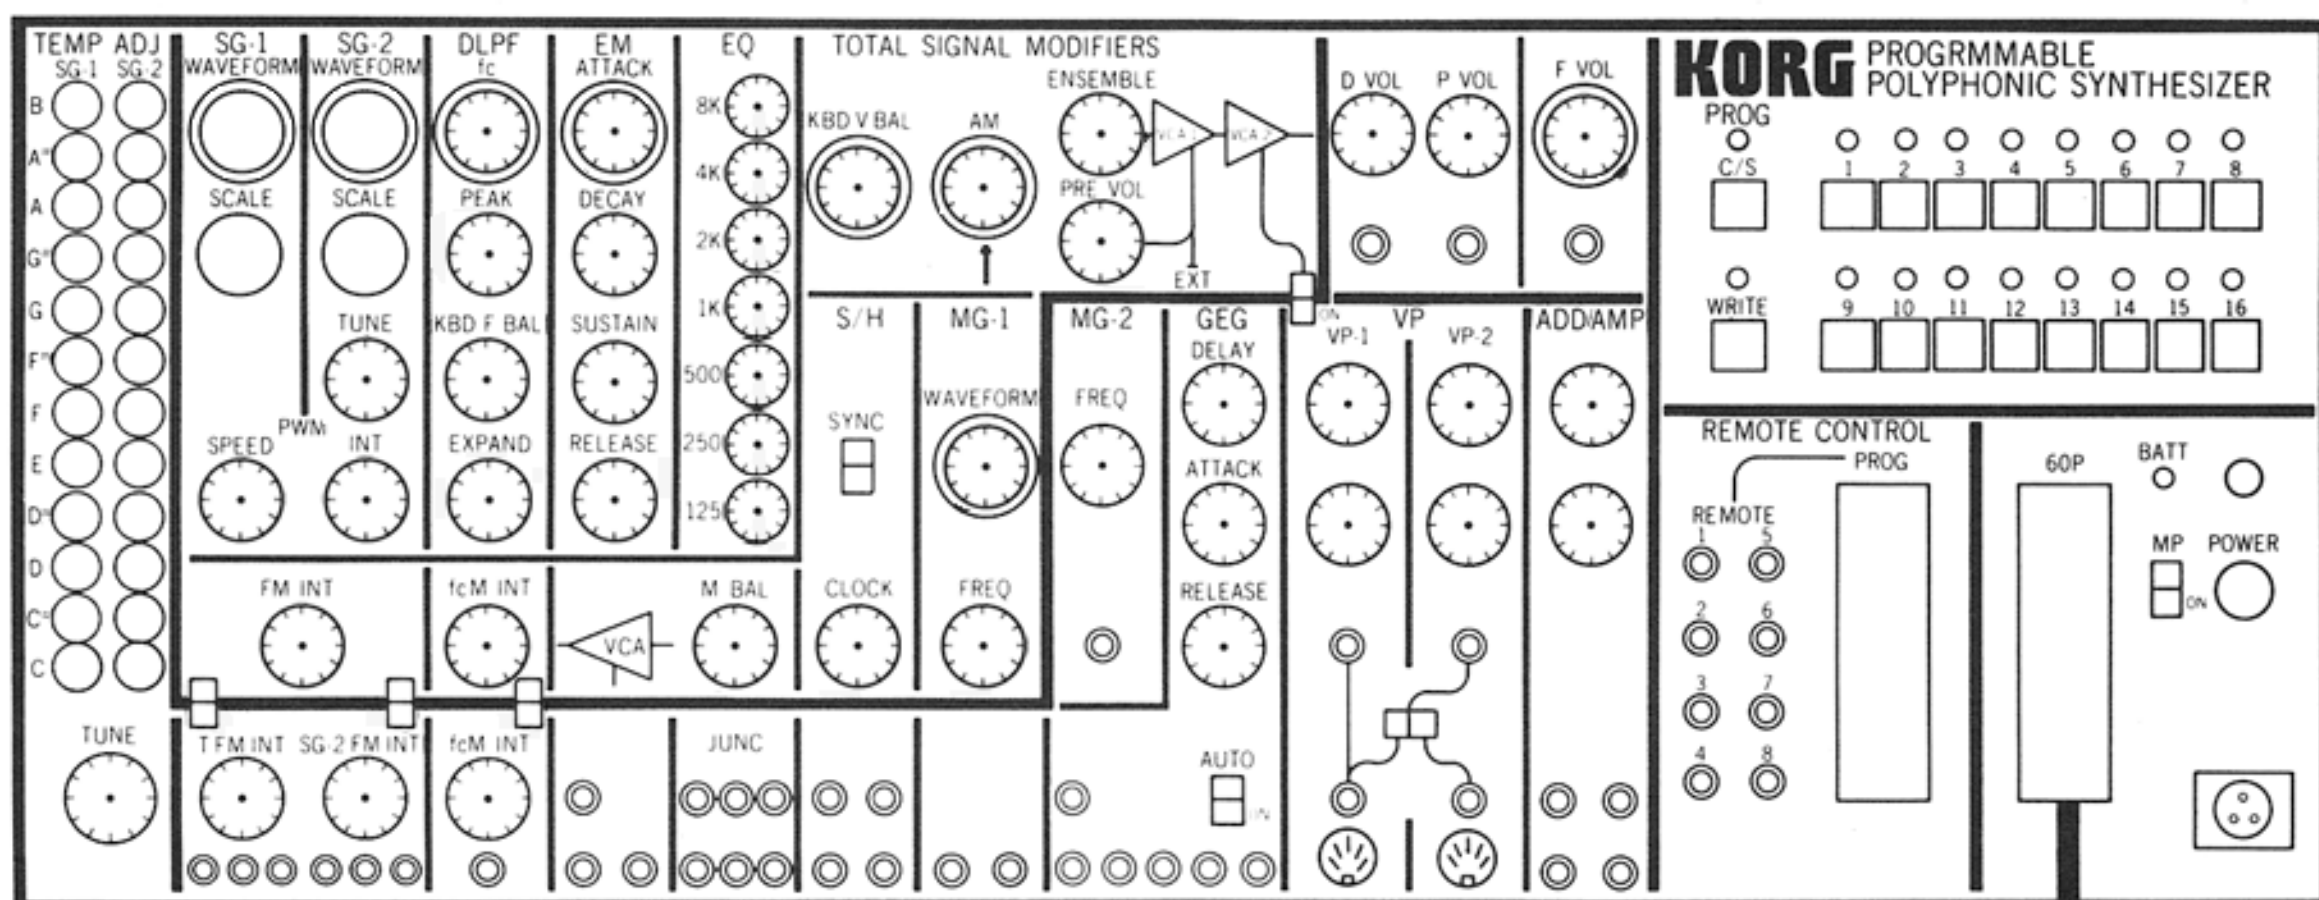 TEMP ADJ
SG-1 SG-2
B
A#
A
G#
G
F#
F
E
D#
D
C#
C
TUNE
SG-1
WAVEFORM
SCALE
SPEED
PWM
SG-2
WAVEFORM
SCALE
TUNE
INT
DLPF
fc
PEAK
KBD F BAL
EXPAND
EM
ATTACK
DECAY
SUSTAIN
RELEASE
EQ
8K
4K
2K
1K
500
250
125
FM INT
fcM INT
VCA
M BAL
T FM INT
SG-2 FM INT
fcM INT
JUNC
TOTAL SIGNAL MODIFIERS
KBD V BAL
AM
ENSEMBLE
VCA 1
VCA 2
PRE VOL
EXT
ON
S/H
SYNC
CLOCK
MG-1
WAVEFORM
FREQ
MG-2
FREQ
GEG
DELAY
ATTACK
RELEASE
AUTO
ON
D VOL
P VOL
F VOL
VP
VP-1
VP-2
ADD/AMP
KORG PROGRMMABLE
POLYPHONIC SYNTHESIZER
PROG
C/S
1 2 3 4 5 6 7 8
WRITE
9 10 11 12 13 14 15 16
REMOTE CONTROL
PROG
REMOTE
1 5
2 6
3 7
4 8
60P
BATT
MP
ON
POWER